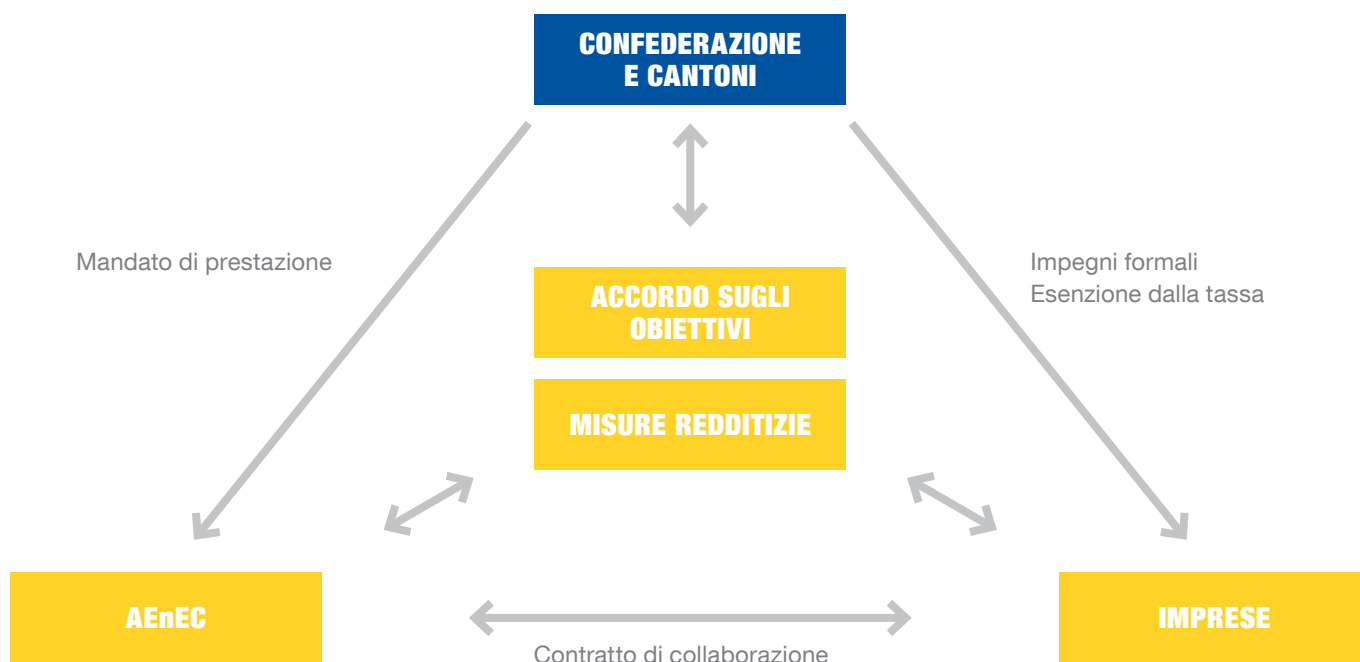 CONFEDERAZIONE
E CANTONI
Mandato di prestazione
Impegni formali
Esenzione dalla tassa
ACCORDO SUGLI
OBIETTIVI
MISURE REDDITIZIE
AEnEC
IMPRESE
Contratto di collaborazione